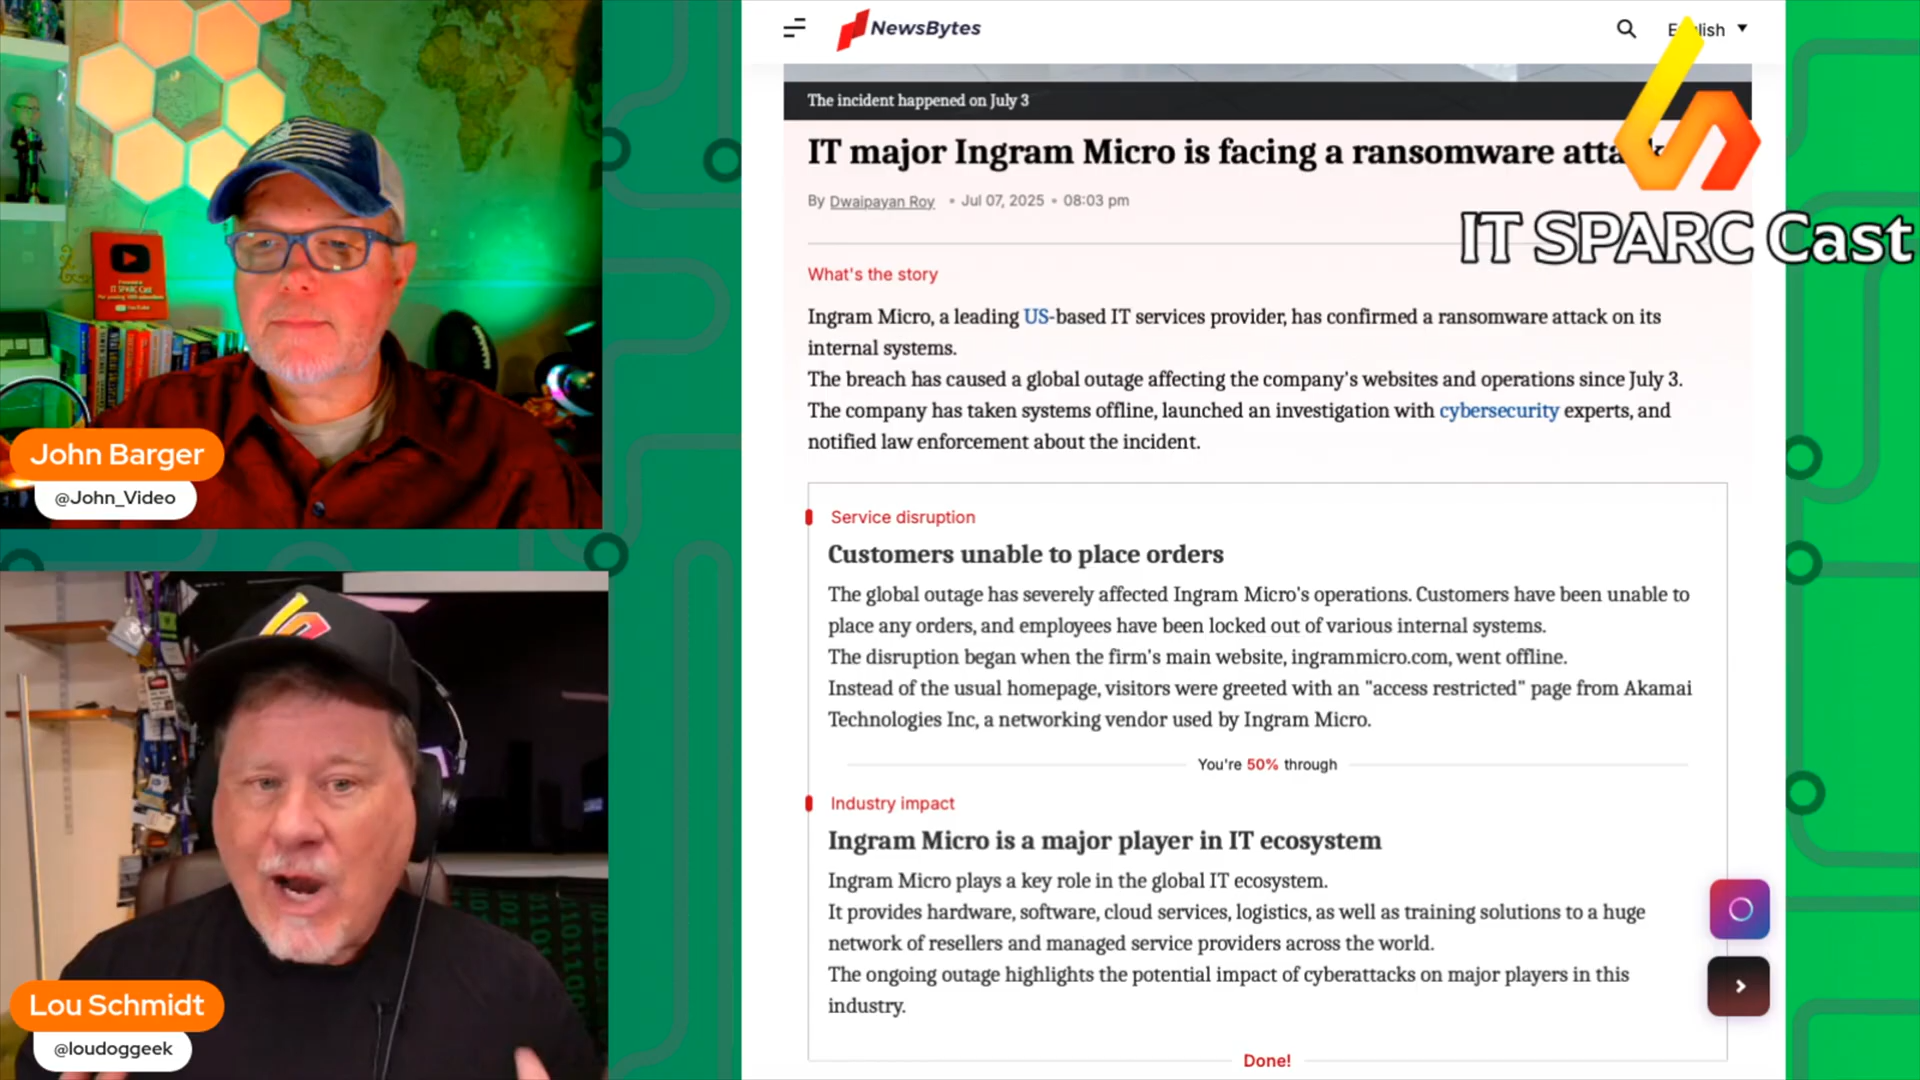 John Barger
@John_Video
Lou Schmidt
@loudoggeek
NewsBytes
IT SPARC Cast
The incident happened on July 3
IT major Ingram Micro is facing a ransomware
By Dwaipayan Roy • Jul 07, 2025 • 08:03 pm
What's the story
Ingram Micro, a leading US-based IT services provider, has confirmed a ransomware attack on its
internal systems.
The breach has caused a global outage affecting the company's websites and operations since July 3.
The company has taken systems offline, launched an investigation with cybersecurity experts, and
notified law enforcement about the incident.
Service disruption
Customers unable to place orders
The global outage has severely affected Ingram Micro's operations. Customers have been unable to
place any orders, and employees have been locked out of various internal systems.
The disruption began when the firm's main website, ingrammicro.com, went offline.
Instead of the usual homepage, visitors were greeted with an "access restricted" page from Akamai
Technologies Inc, a networking vendor used by Ingram Micro.
You're 50% through
Industry impact
Ingram Micro is a major player in IT ecosystem
Ingram Micro plays a key role in the global IT ecosystem.
It provides hardware, software, cloud services, logistics, as well as training solutions to a huge
network of resellers and managed service providers across the world.
The ongoing outage highlights the potential impact of cyberattacks on major players in this
industry.
Done!